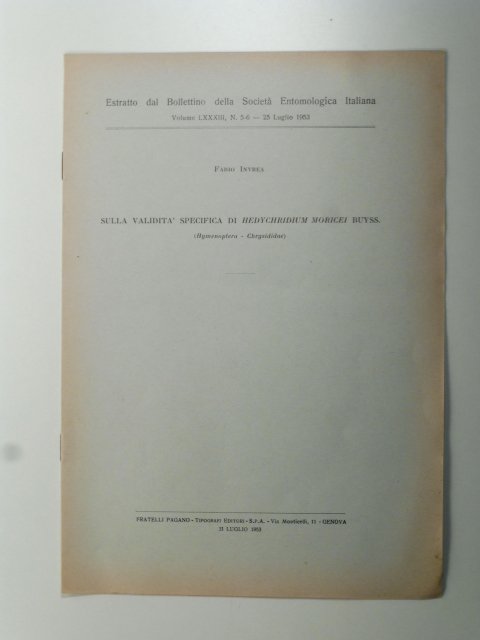 Estratto dal Bollettino della Società Entomologica Italiana
Volume LXXXIII, N. 5-6 — 25 Luglio 1953
Fabio Invrea
SULLA VALIDITA' SPECIFICA DI HEDYCHRIDIUM MORICEI BUYSS.
(Hymenoptera - Chrysididae)
FRATELLI PAGANO - Tipografi Editori - S.p.A. - Via Monticelli, 11 - GENOVA
31 LUGLIO 1953